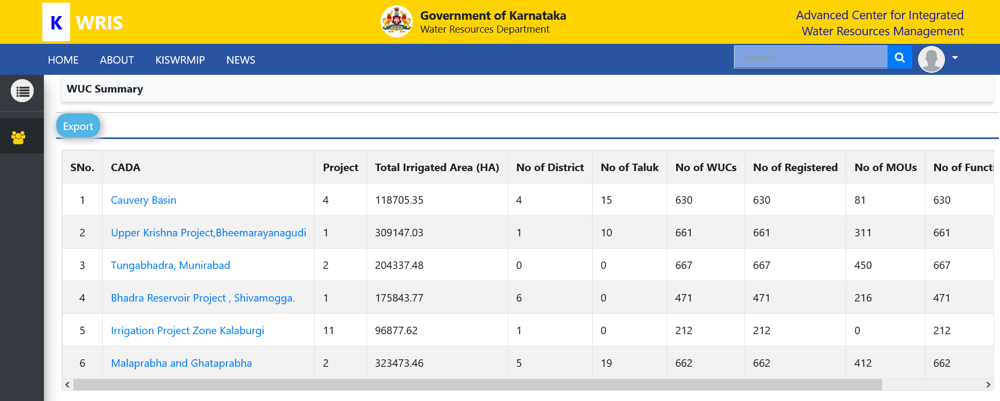 K WRIS
Government of Karnataka
Water Resources Department
Advanced Center for Integrated
Water Resources Management
HOME ABOUT KISWRMIP NEWS
Search
WUC Summary
Export
SNo. CADA Project Total Irrigated Area (HA) No of District No of Taluk No of WUCs No of Registered No of MOUs No of Functi
1 Cauvery Basin 4 118705.35 4 15 630 630 81 630
2 Upper Krishna Project,Bheemarayanagudi 1 309147.03 1 10 661 661 311 661
3 Tungabhadra, Munirabad 2 204337.48 0 0 667 667 450 667
4 Bhadra Reservoir Project , Shivamogga. 1 175843.77 6 0 471 471 216 471
5 Irrigation Project Zone Kalaburgi 11 96877.62 1 0 212 212 0 212
6 Malaprabha and Ghataprabha 2 323473.46 5 19 662 662 412 662